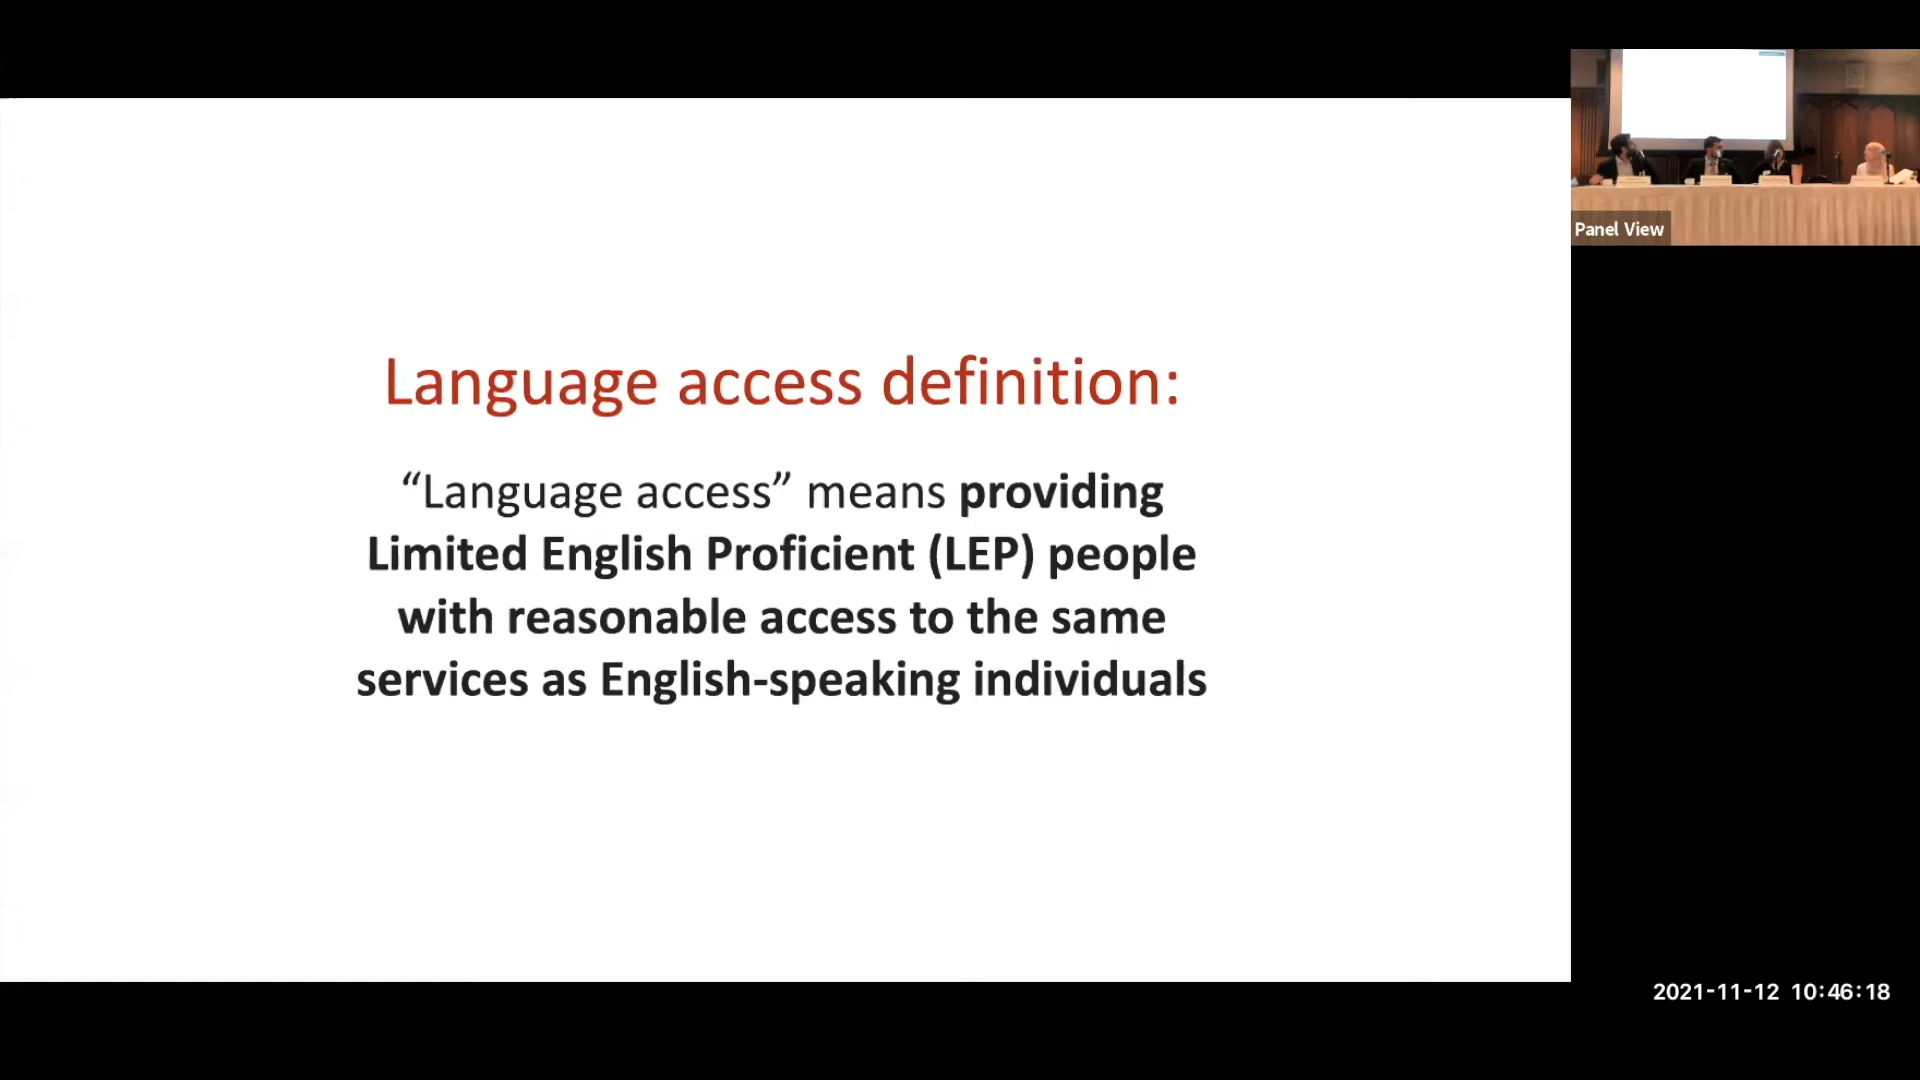 Language access definition:
“Language access” means providing
Limited English Proficient (LEP) people
with reasonable access to the same
services as English-speaking individuals
Panel View
2021-11-12 10:46:18